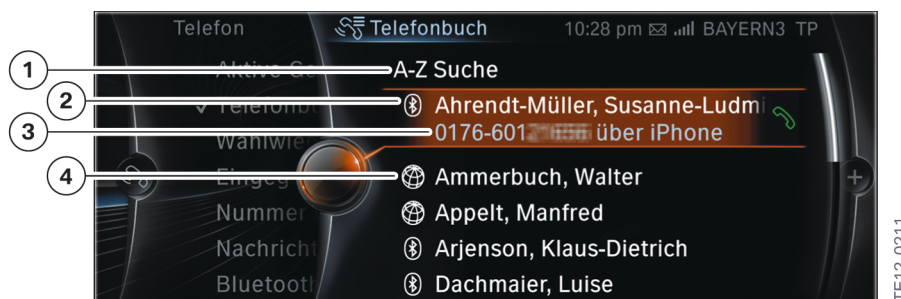 Telefon
Telefonbuch
10:28 pm BAYERN3 TP
1
A-Z Suche
2
Ahrendt-Müller, Susanne-Ludmi
3
0176-601 über iPhone
4
Ammerbuch, Walter
Appelt, Manfred
Nummer
Arjenson, Klaus-Dietrich
Nachricht
Dachmaier, Luise
Bluetooth